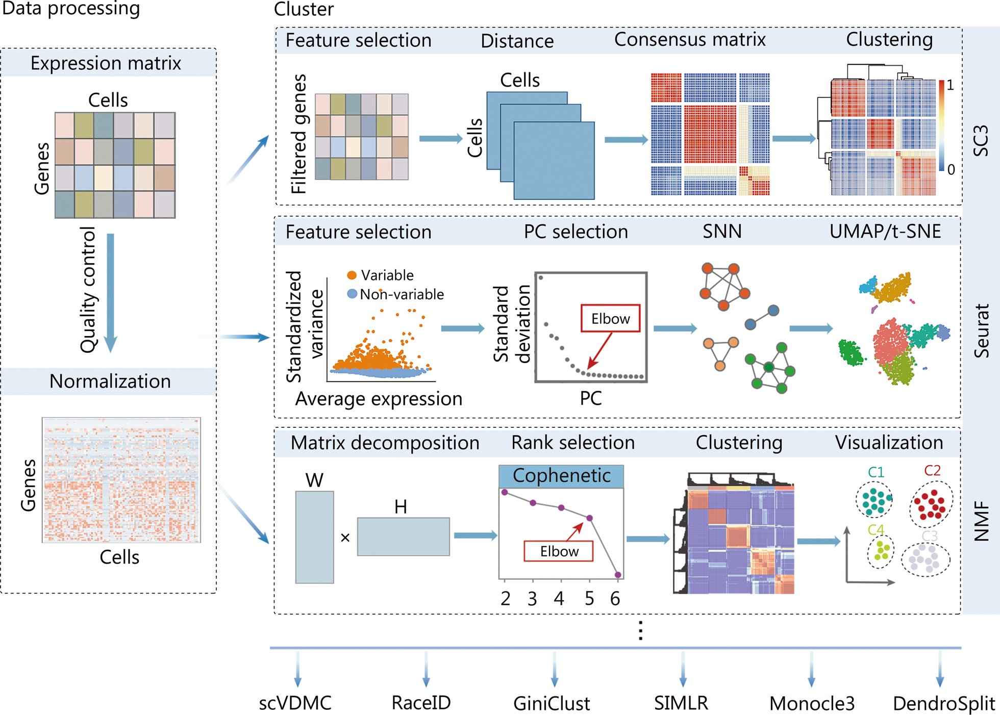 Data processing
Expression matrix
Cells
Genes
Quality control
Normalization
Genes
Cells
Cluster
Feature selection
Distance
Consensus matrix
Clustering
Filtered genes
Cells
Cells
1
0
SC3
Feature selection
PC selection
SNN
UMAP/t-SNE
Standardized
variance
Variable
Non-variable
Average expression
Standard
deviation
Elbow
PC
Seurat
Matrix decomposition
Rank selection
Clustering
Visualization
W
×
H
Cophenetic
Elbow
2 3 4 5 6
C1
C2
C4
C3
NMF
⋮
scVDMC
RaceID
GiniClust
SIMLR
Monocle3
DendroSplit